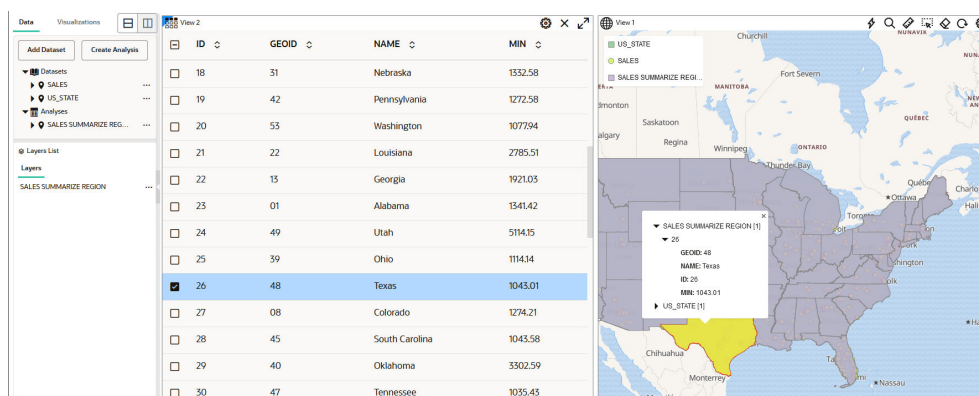 Data
Visualizations
Add Dataset
Create Analysis
Datasets
SALES
...
US_STATE
...
Analyses
SALES SUMMARIZE REG...
...
Layers List
Layers
SALES SUMMARIZE REGION
...
View 2
ID
GEOID
NAME
MIN
18 31 Nebraska 1332.58
19 42 Pennsylvania 1272.58
20 53 Washington 1077.94
21 22 Louisiana 2785.51
22 13 Georgia 1921.03
23 01 Alabama 1341.42
24 49 Utah 5114.15
25 39 Ohio 1114.14
26 48 Texas 1043.01
27 08 Colorado 1274.21
28 45 South Carolina 1043.58
29 40 Oklahoma 3302.59
30 47 Tennessee 1035.43
View 1
US_STATE
SALES
SALES SUMMARIZE REGI...
Churchill
NUNAVIK
Fort Severn
MANITOBA
QUÉBEC
Saskatoon
Regina
Winnipeg
ONTARIO
Thunder Bay
Québec
Ottawa
SALES SUMMARIZE REGION [1]
26
GEOID: 48
NAME: Texas
ID: 26
MIN: 1043.01
US_STATE [1]
Chihuahua
Monterrey
Nassau